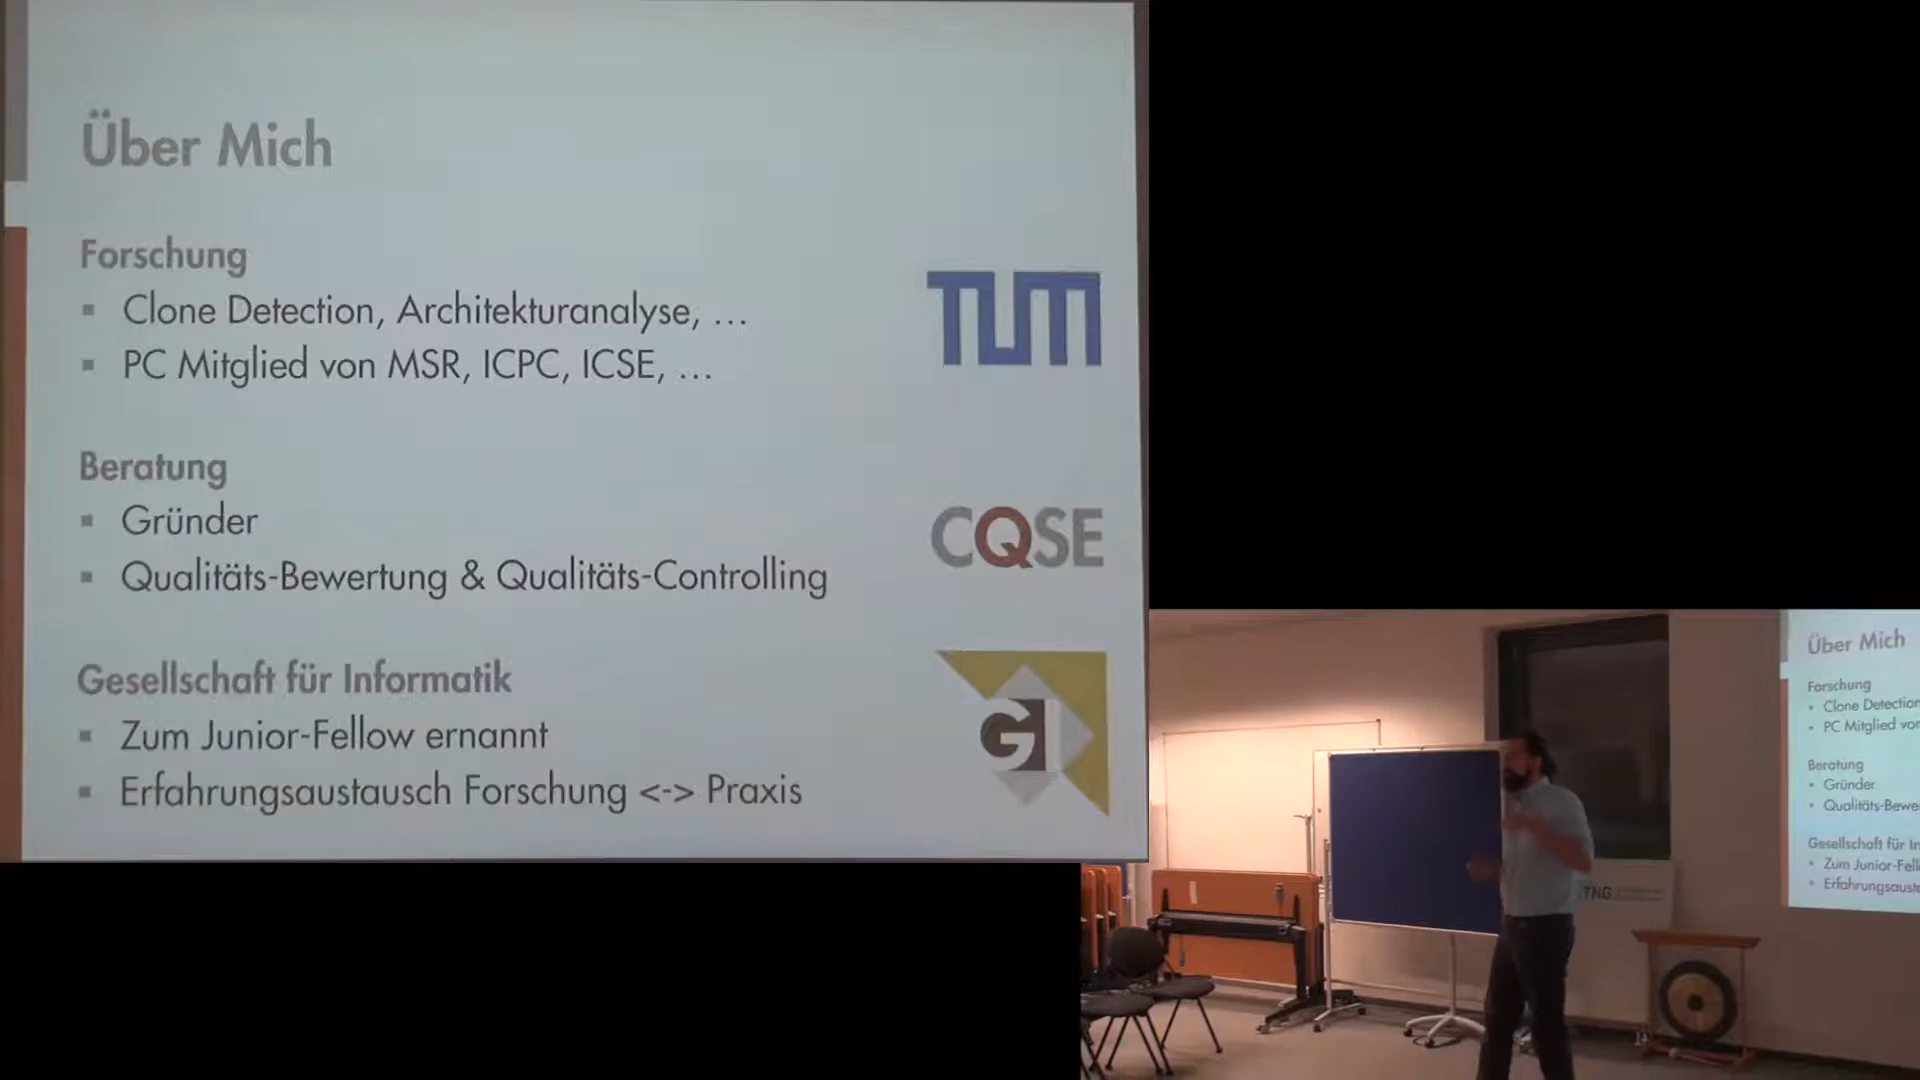 Über Mich
Forschung
Clone Detection, Architekturanalyse, ...
PC Mitglied von MSR, ICPC, ICSE, ...
TUM
Beratung
Gründer
Qualitäts-Bewertung & Qualitäts-Controlling
CQSE
Gesellschaft für Informatik
Zum Junior-Fellow ernannt
Erfahrungsaustausch Forschung <-> Praxis
GI
TNG
Über Mich
Forschung
Clone Detection
PC Mitglied vo
Beratung
Gründer
Qualitäts-Bewe
Gesellschaft für In
Zum Junior-Fell
Erfahrungsaust